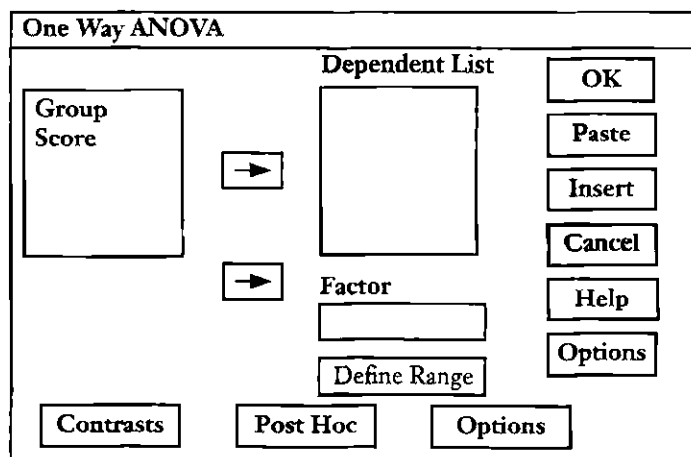 One Way ANOVA
Dependent List
Group
Score
OK
Paste
Insert
Cancel
Help
Options
Factor
Define Range
Contrasts
Post Hoc
Options